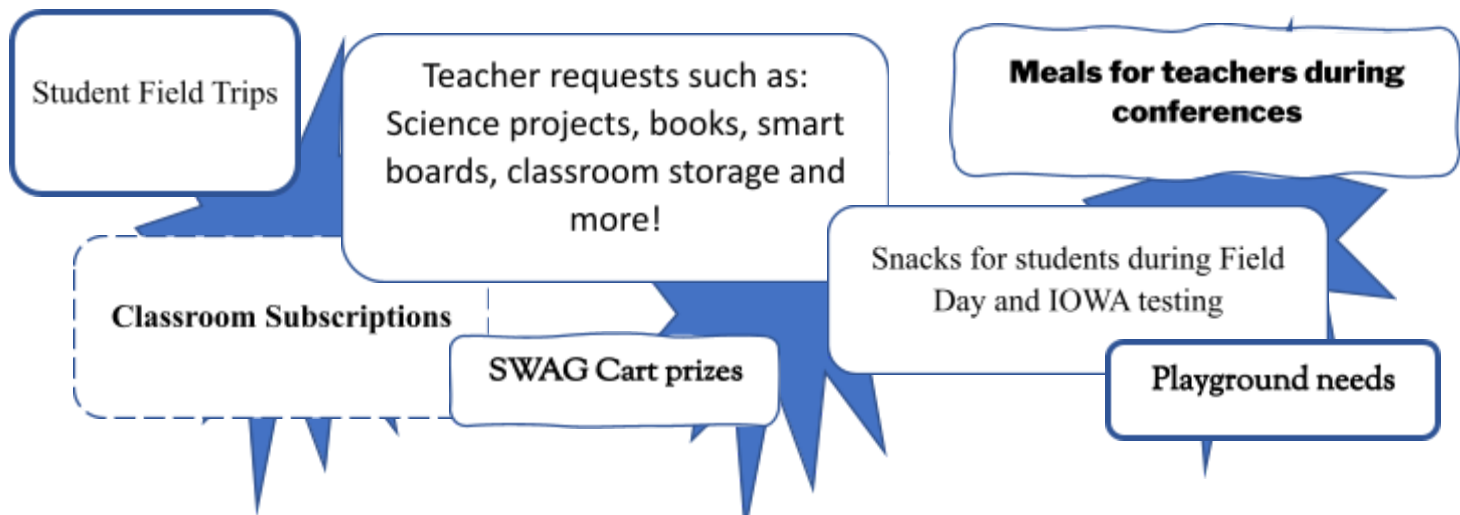 Student Field Trips
Teacher requests such as:
Science projects, books, smart
boards, classroom storage and
more!
Meals for teachers during
conferences
Classroom Subscriptions
SWAG Cart prizes
Snacks for students during Field
Day and IOWA testing
Playground needs